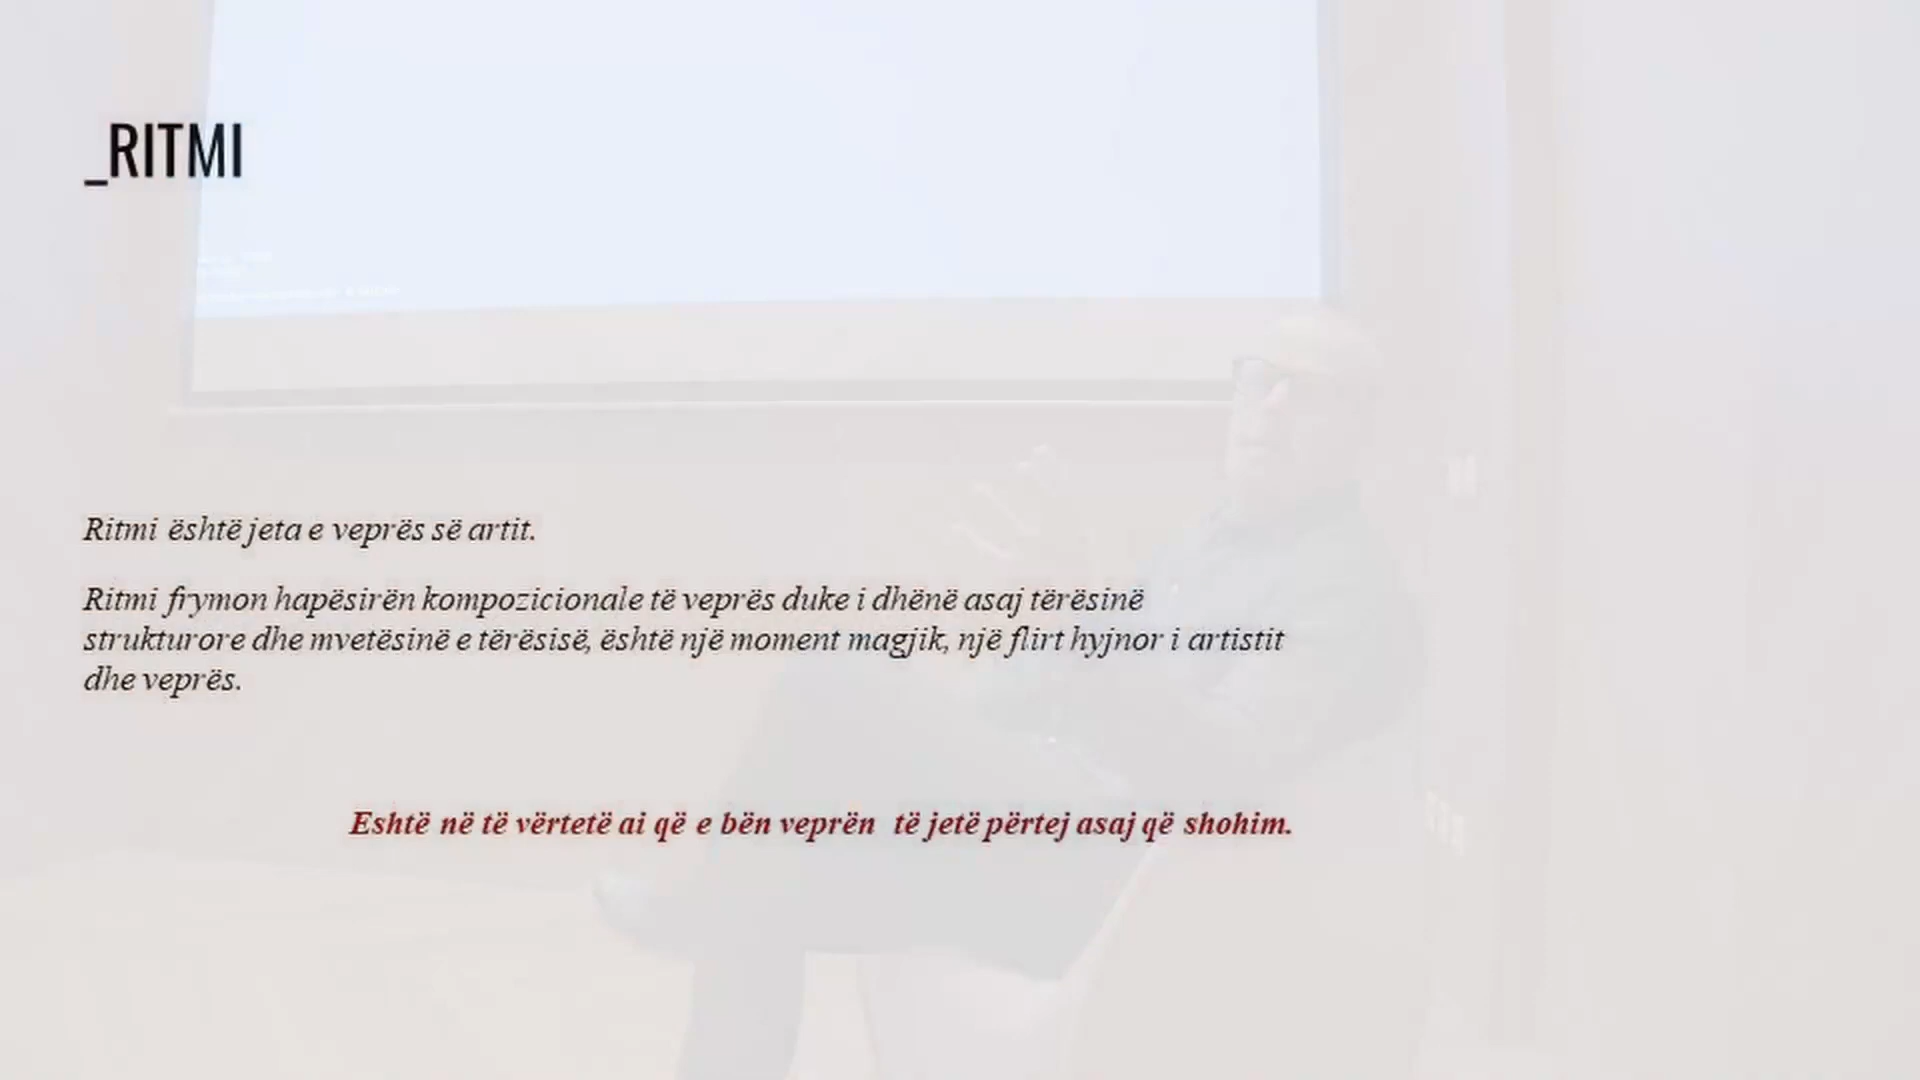 _RITMI
Ritmi është jeta e veprës së artit.
Ritmi frymon hapësirën kompozicionale të veprës duke i dhënë asaj tërësinë
strukturore dhe mvetësinë e tërësisë, është një moment magjik, një flirt hyjnor i artistit
dhe veprës.
Eshtë në të vërtetë ai që e bën veprën të jetë përtej asaj që shohim.